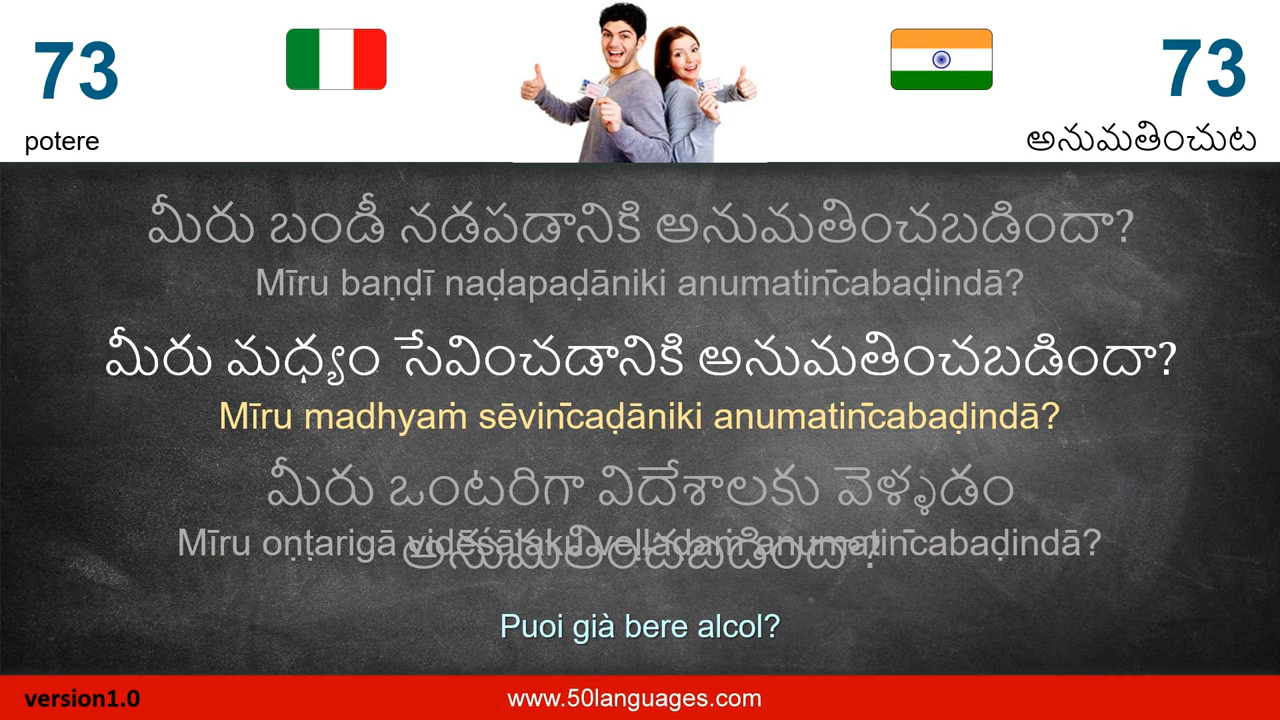 73
73
potere
అనుమతించుట
మీరు బండీ నడపడానికి అనుమతించబడిందా?
Mīru baṇḍī naḍapaḍāniki anumatin̄cabaḍindā?
మీరు మధ్యం సేవించడానికి అనుమతించబడిందా?
Mīru madhyaṁ sēvin̄caḍāniki anumatin̄cabaḍindā?
మీరు ఒంటరిగా విదేశాలకు వెళ్ళడం
అనుమతించబడిందా?
Mīru oṇṭarigā vidēśālaku veḷḷaḍaṁ anumatin̄cabaḍindā?
Puoi già bere alcol?
version1.0
www.50languages.com